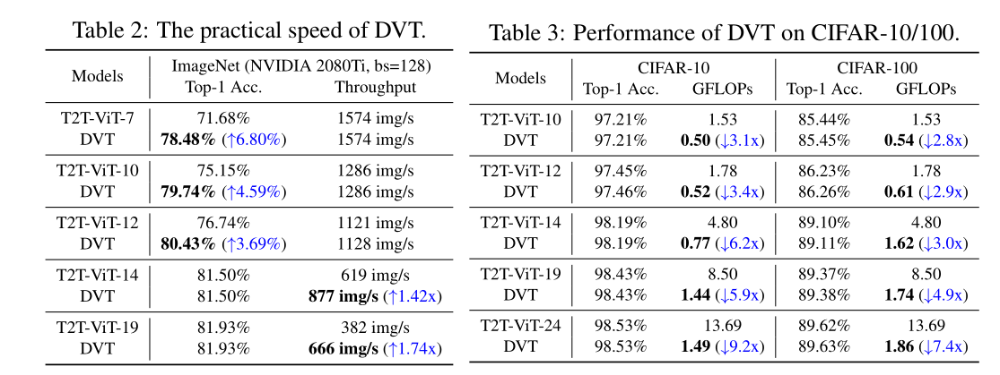 Table 2: The practical speed of DVT.
Models ImageNet (NVIDIA 2080Ti, bs=128)
Top-1 Acc. Throughput
T2T-ViT-7 71.68% 1574 img/s
DVT 78.48% (↑6.80%) 1574 img/s
T2T-ViT-10 75.15% 1286 img/s
DVT 79.74% (↑4.59%) 1286 img/s
T2T-ViT-12 76.74% 1121 img/s
DVT 80.43% (↑3.69%) 1128 img/s
T2T-ViT-14 81.50% 619 img/s
DVT 81.50% 877 img/s (↑1.42x)
T2T-ViT-19 81.93% 382 img/s
DVT 81.93% 666 img/s (↑1.74x)
Table 3: Performance of DVT on CIFAR-10/100.
Models CIFAR-10 CIFAR-100
Top-1 Acc. GFLOPs Top-1 Acc. GFLOPs
T2T-ViT-10 97.21% 1.53 85.44% 1.53
DVT 97.21% 0.50 (↓3.1x) 85.45% 0.54 (↓2.8x)
T2T-ViT-12 97.45% 1.78 86.23% 1.78
DVT 97.46% 0.52 (↓3.4x) 86.26% 0.61 (↓2.9x)
T2T-ViT-14 98.19% 4.80 89.10% 4.80
DVT 98.19% 0.77 (↓6.2x) 89.11% 1.62 (↓3.0x)
T2T-ViT-19 98.43% 8.50 89.37% 8.50
DVT 98.43% 1.44 (↓5.9x) 89.38% 1.74 (↓4.9x)
T2T-ViT-24 98.53% 13.69 89.62% 13.69
DVT 98.53% 1.49 (↓9.2x) 89.63% 1.86 (↓7.4x)